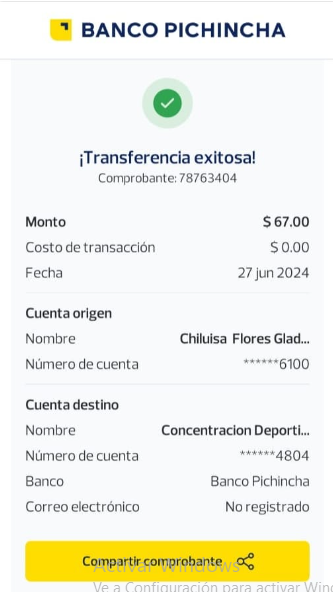 BANCO PICHINCHA
¡Transferencia exitosa!
Comprobante: 78763404
Monto $ 67.00
Costo de transacción $ 0.00
Fecha 27 jun 2024
Cuenta origen
Nombre Chiluisa Flores Glad...
Número de cuenta ******6100
Cuenta destino
Nombre Concentracion Deporti...
Número de cuenta ******4804
Banco Banco Pichincha
Correo electrónico No registrado
Compartir comprobante
Activar Windows
Ve a Configuración para activar Wind